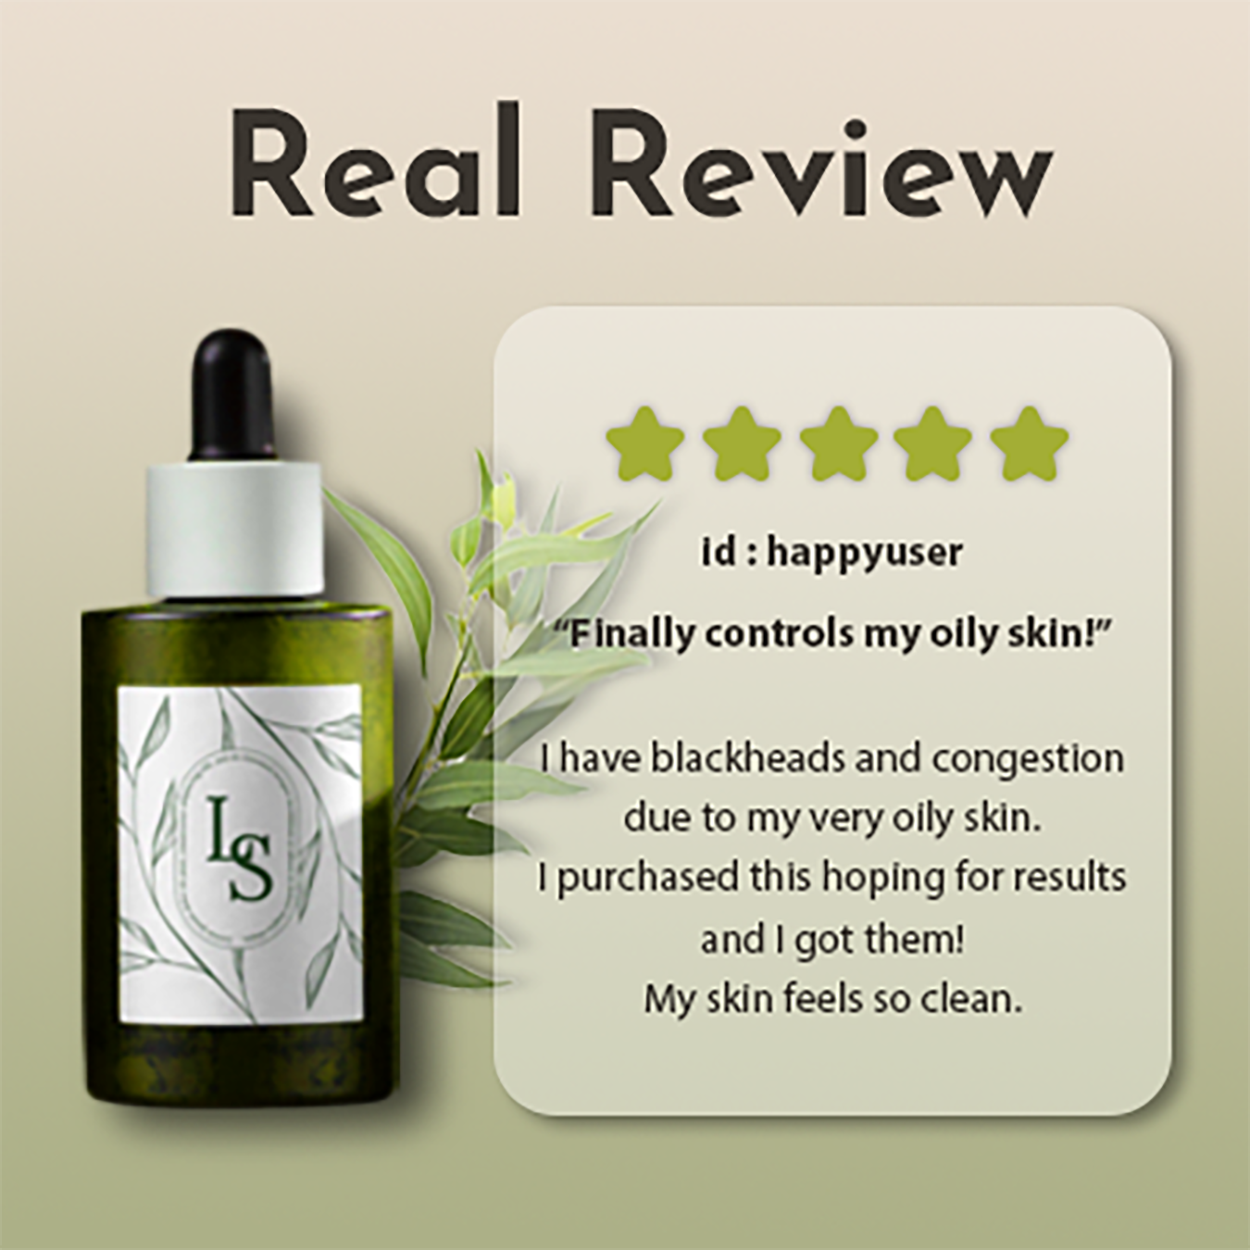 Real Review
id : happyuser
“Finally controls my oily skin!”
I have blackheads and congestion
due to my very oily skin.
I purchased this hoping for results
and I got them!
My skin feels so clean.
LS